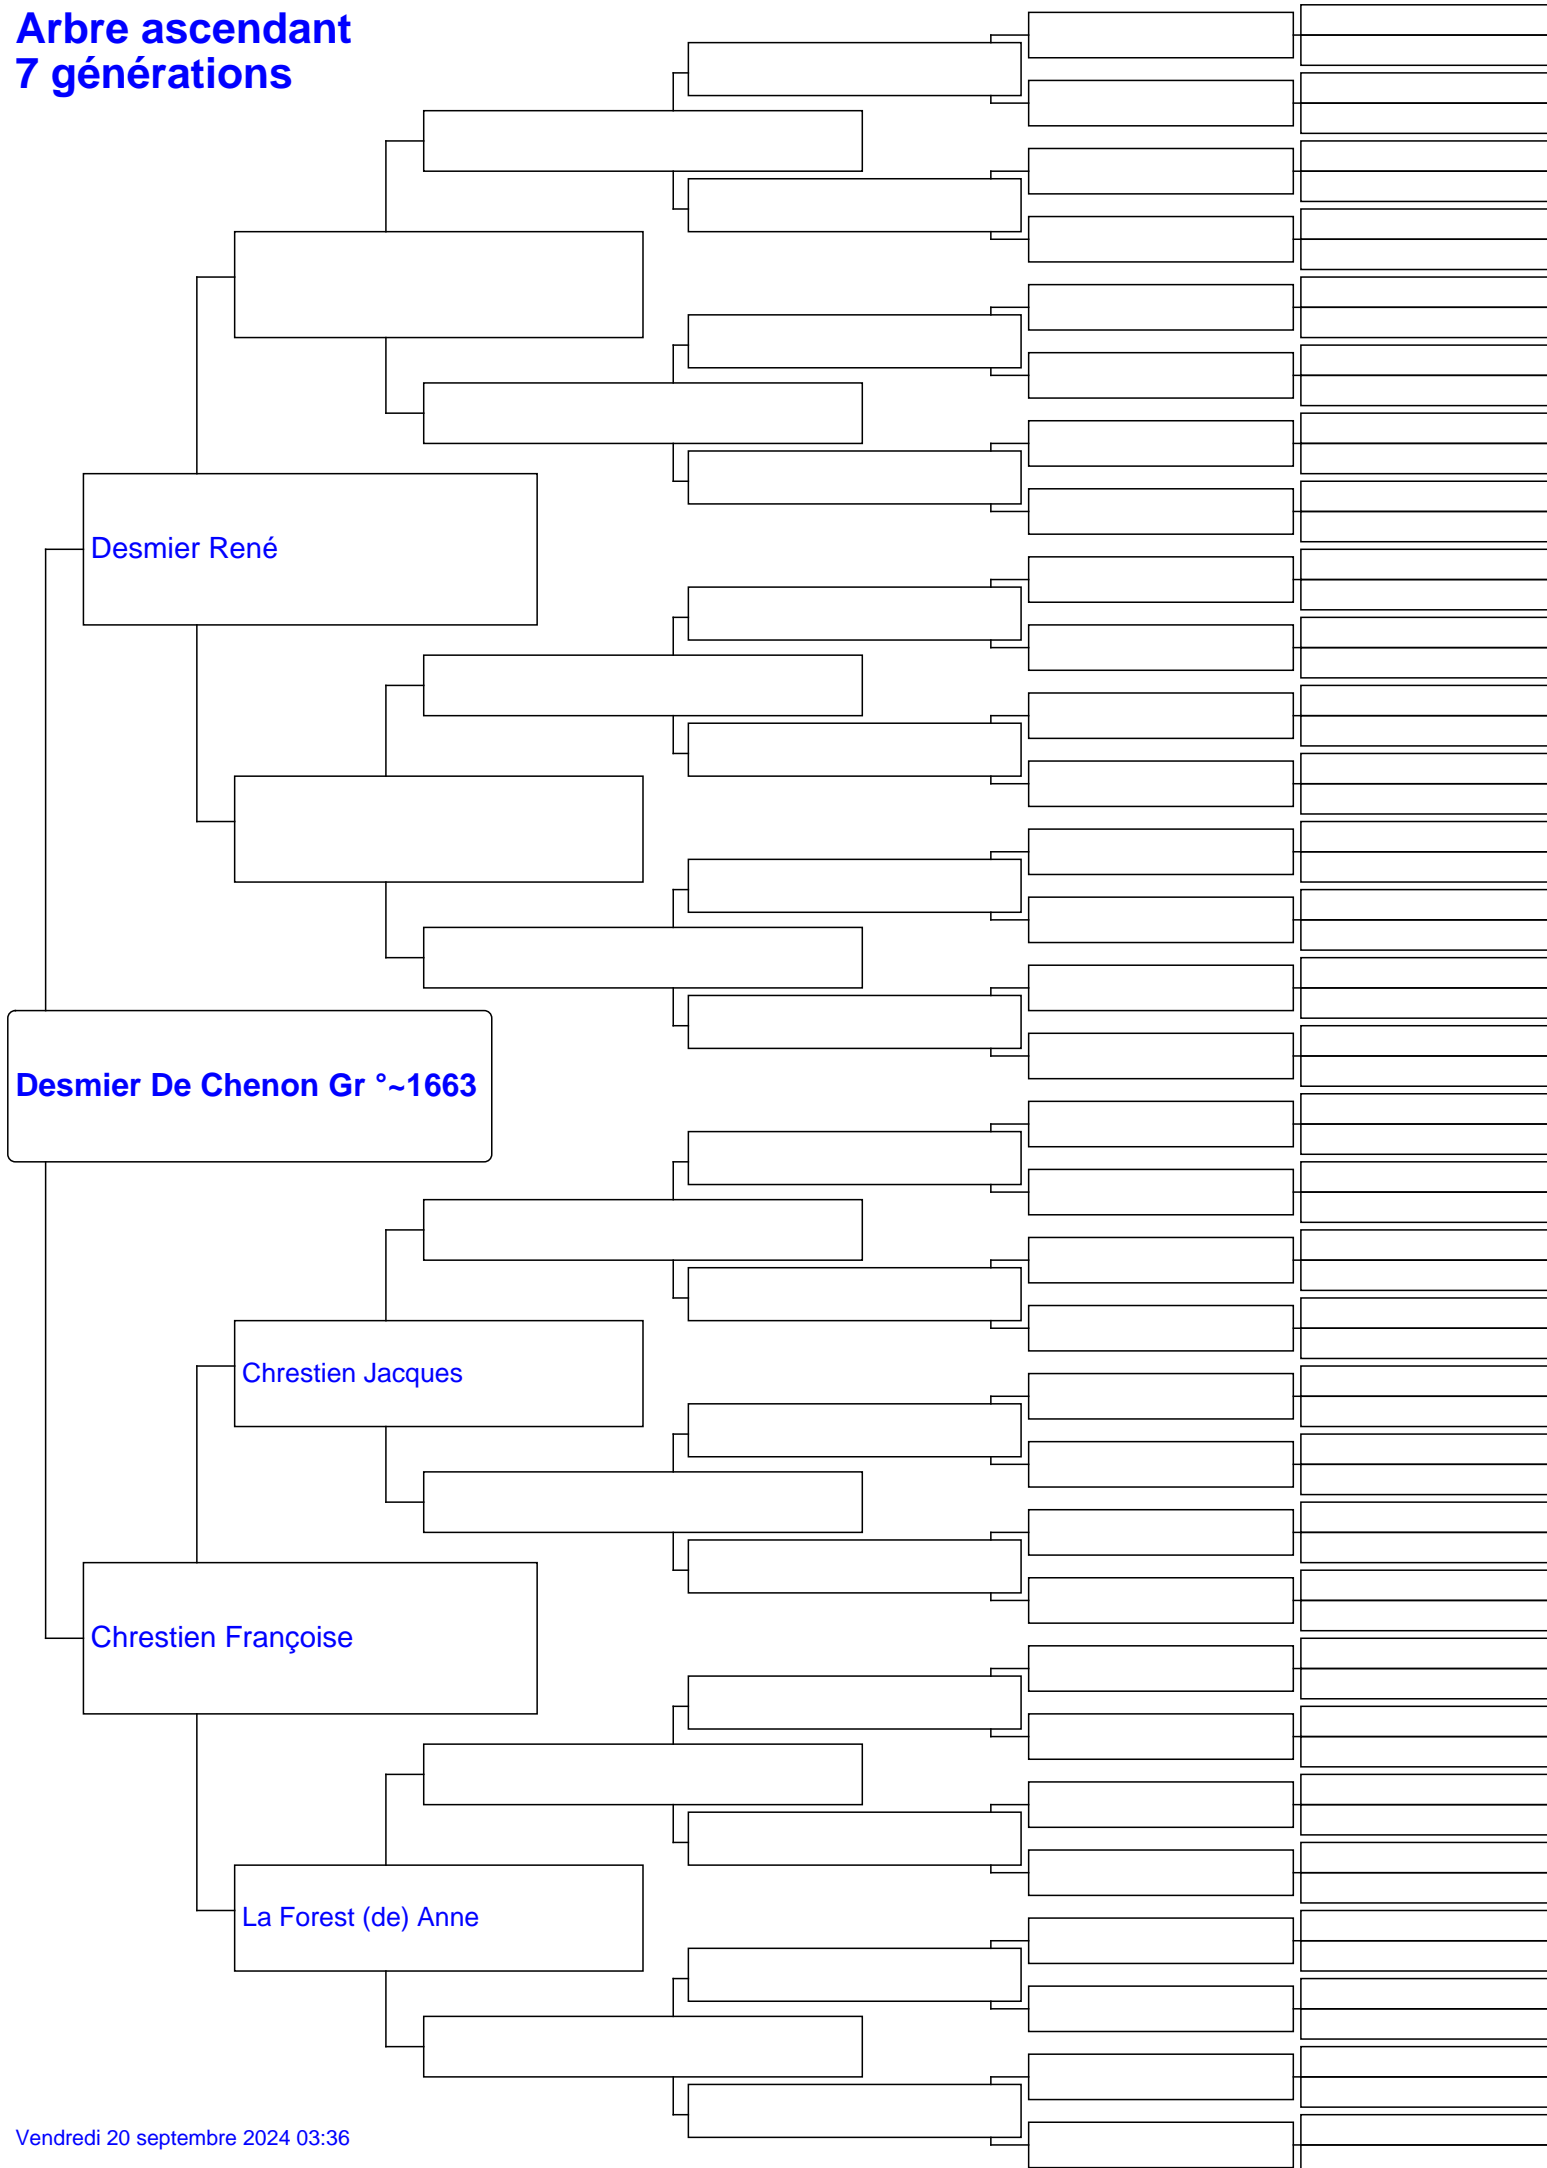 Arbre ascendant
7 générations
Desmier René
Desmier De Chenon Gr °~1663
Chrestien Jacques
Chrestien Françoise
La Forest (de) Anne
Vendredi 20 septembre 2024 03:36